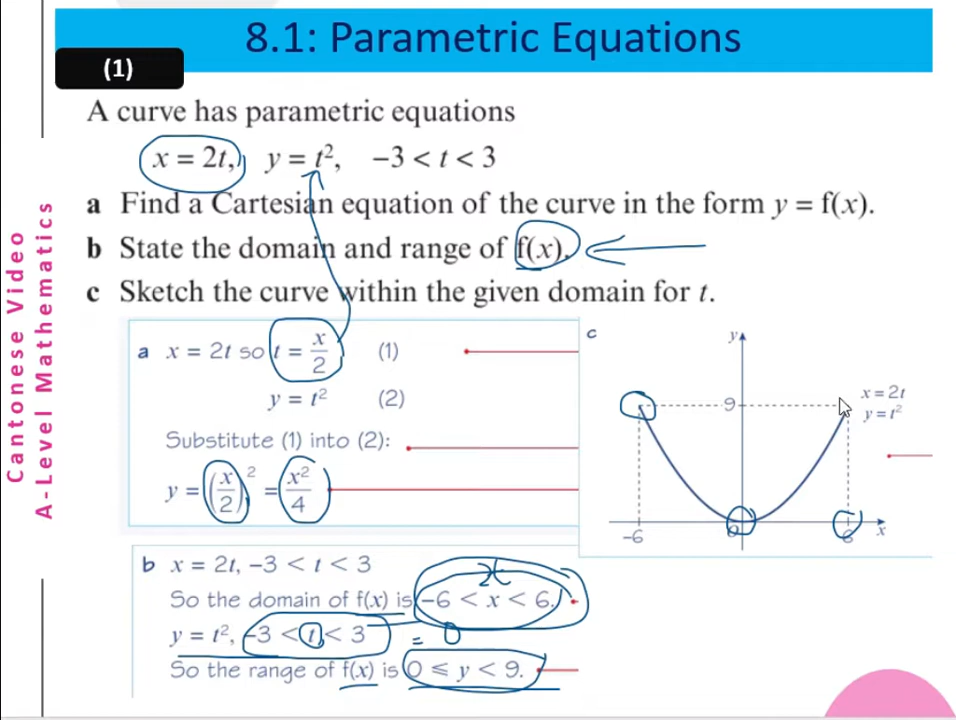 8.1: Parametric Equations
(1)
A curve has parametric equations
x = 2t, y = t², −3 < t < 3
a Find a Cartesian equation of the curve in the form y = f(x).
b State the domain and range of f(x).
c Sketch the curve within the given domain for t.
Cantonese Video
A-Level Mathematics
a x = 2t so t = x/2 (1)
y = t² (2)
Substitute (1) into (2):
y = (x/2)² = x²/4
b x = 2t, −3 < t < 3
x
So the domain of f(x) is −6 < x < 6.
y = t², −3 < t < 3 = 0
So the range of f(x) is 0 ⩽ y < 9.
c
y
9
x = 2t
y = t²
−6
x